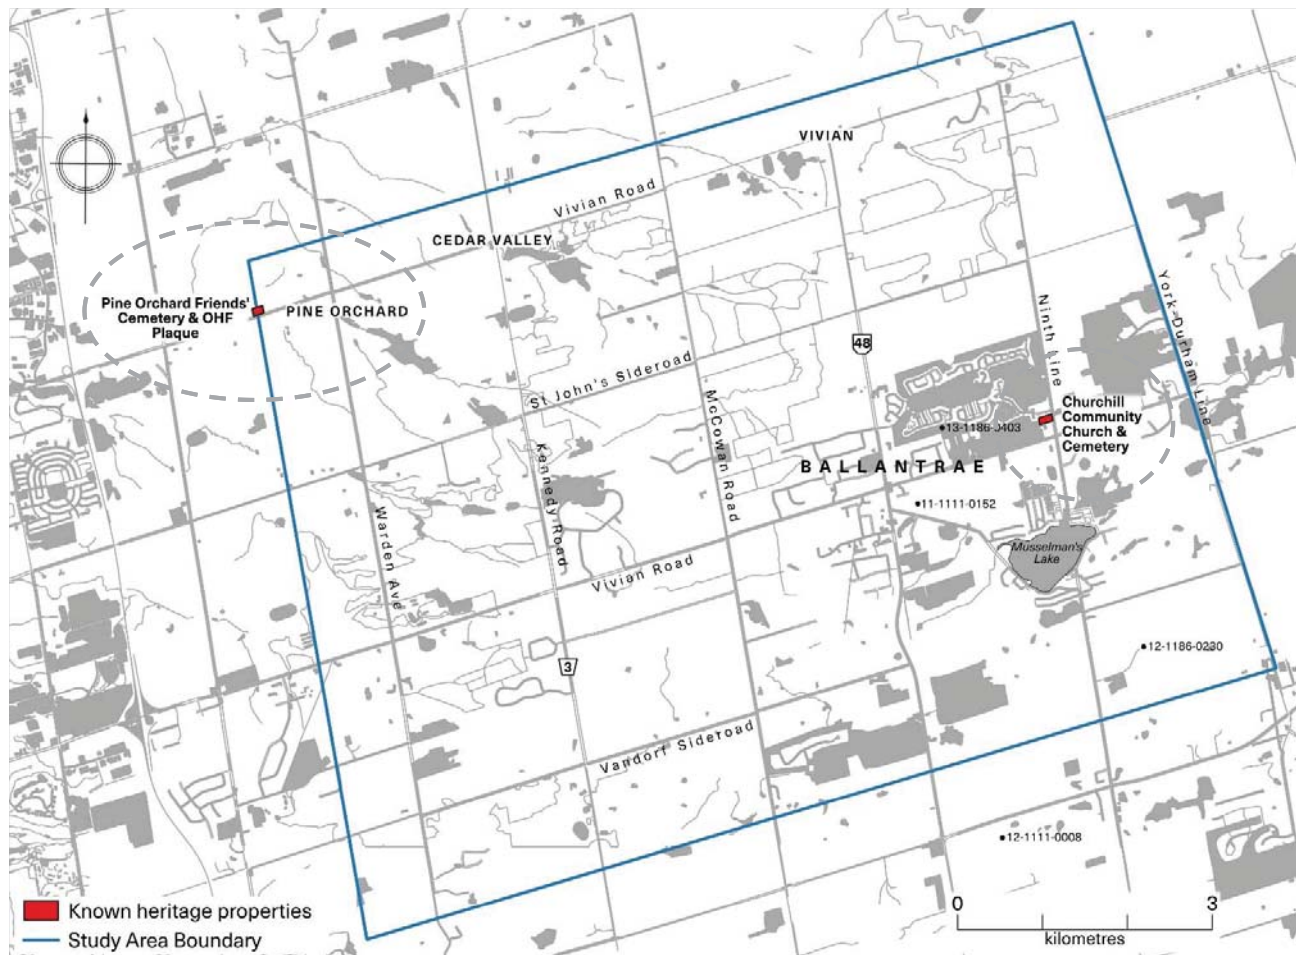 VIVIAN
Vivian Road
CEDAR VALLEY
Pine Orchard Friends'
Cemetery & OHF
Plaque
PINE ORCHARD
York-Durham Line
Ninth Line
48
St John's Sideroad
McCowan Road
Churchill
Community
Church &
Cemetery
13-1186-0403
BALLANTRAE
Kennedy Road
11-1111-0152
Warden Ave
Musselman's
Lake
Vivian Road
12-1186-0230
3
Vandorf Sideroad
12-1111-0008
0
3
kilometres
Known heritage properties
Study Area Boundary